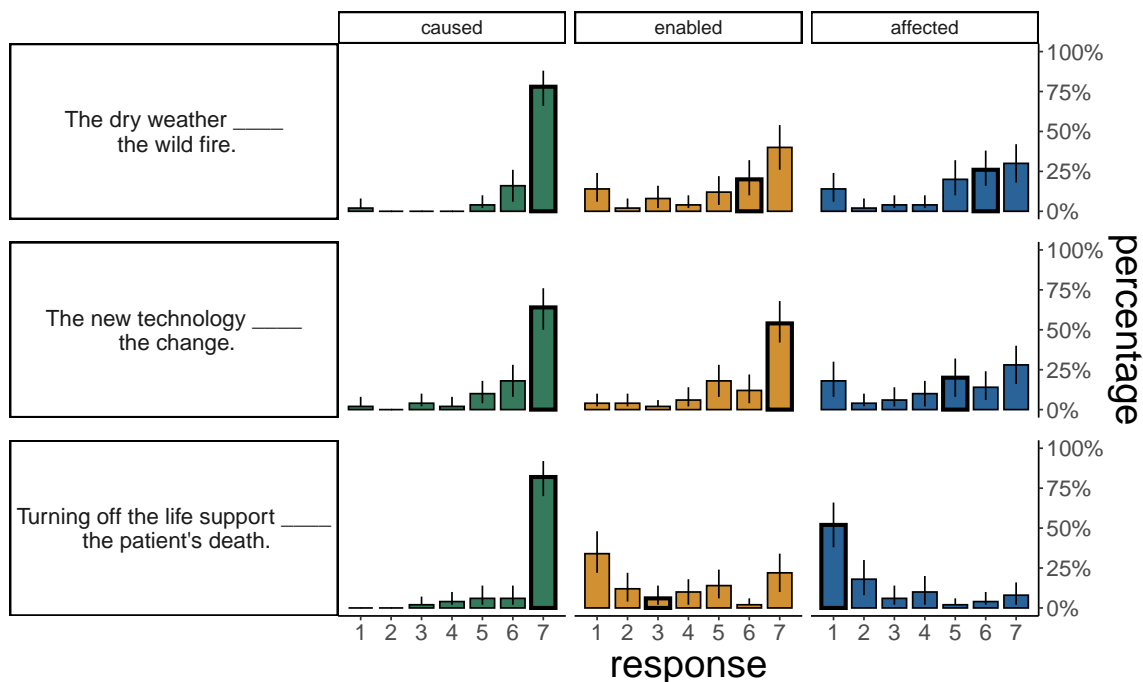 caused enabled affected
The dry weather ____
the wild fire.
100%
75%
50%
25%
0%
The new technology ____
the change.
100%
75%
50%
25%
0%
Turning off the life support ____
the patient's death.
100%
75%
50%
25%
0%
percentage
1 2 3 4 5 6 7 1 2 3 4 5 6 7 1 2 3 4 5 6 7
response